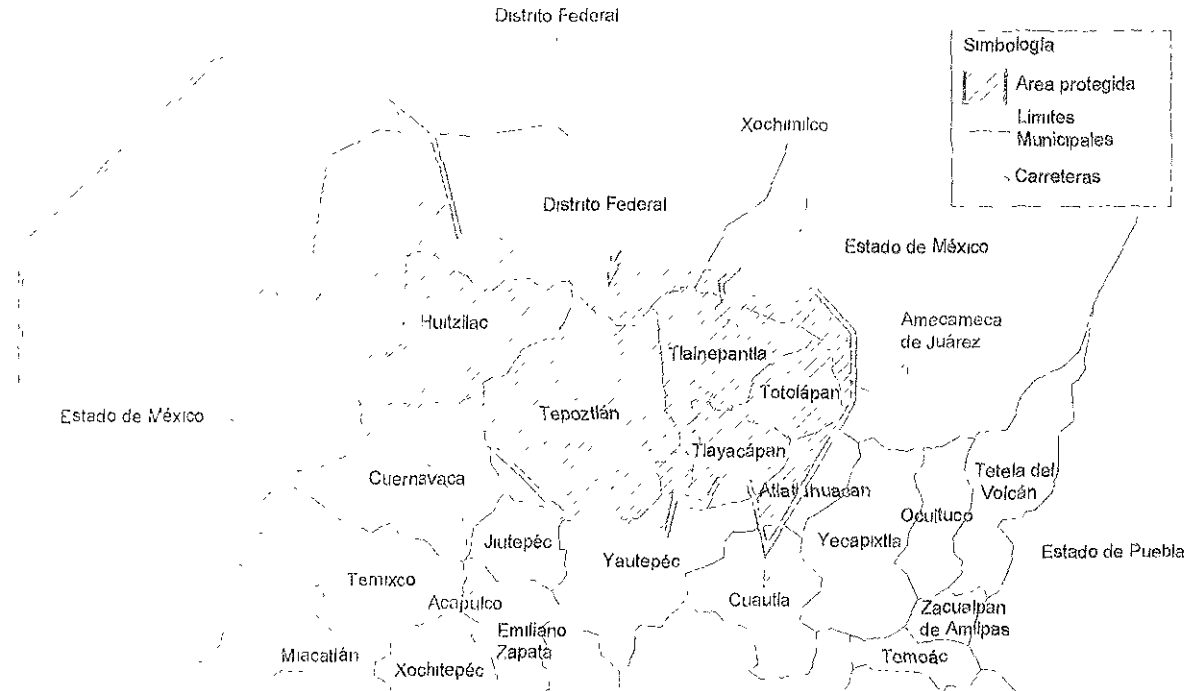 Distrito Federal
Simbología
Area protegida
Limites
Municipales
Carreteras
Xochimilco
Distrito Federal
Estado de México
Huitzilac
Amecameca
de Juárez
Tlalnepantla
Totolápan
Estado de México
Tepoztlán
Tlayacápan
Cuernavaca
Tetela del
Volcán
Ocuituco
Jiutepéc
Yautepéc
Yecapixtla
Estado de Puebla
Temixco
Acapulco
Cuautla
Zacualpan
de Amilpas
Emiliano
Zapata
Miacatlán
Xochitepéc
Temoác